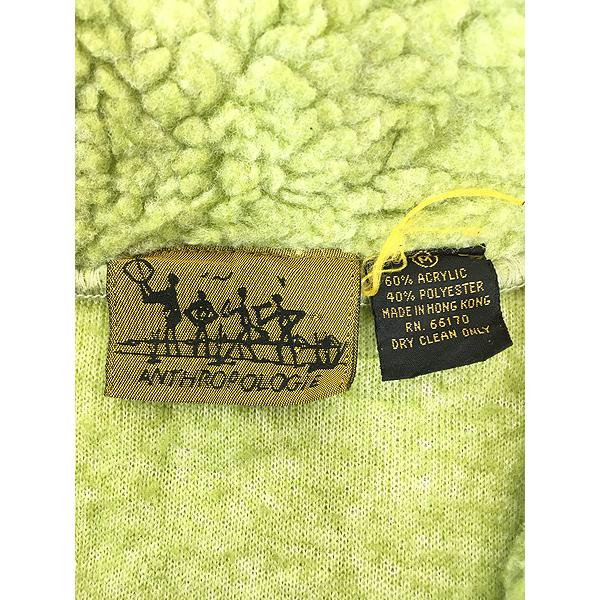 ANTHROPOLOGIE
M
60% ACRYLIC
40% POLYESTER
MADE IN HONG KONG
RN. 66170
DRY CLEAN ONLY